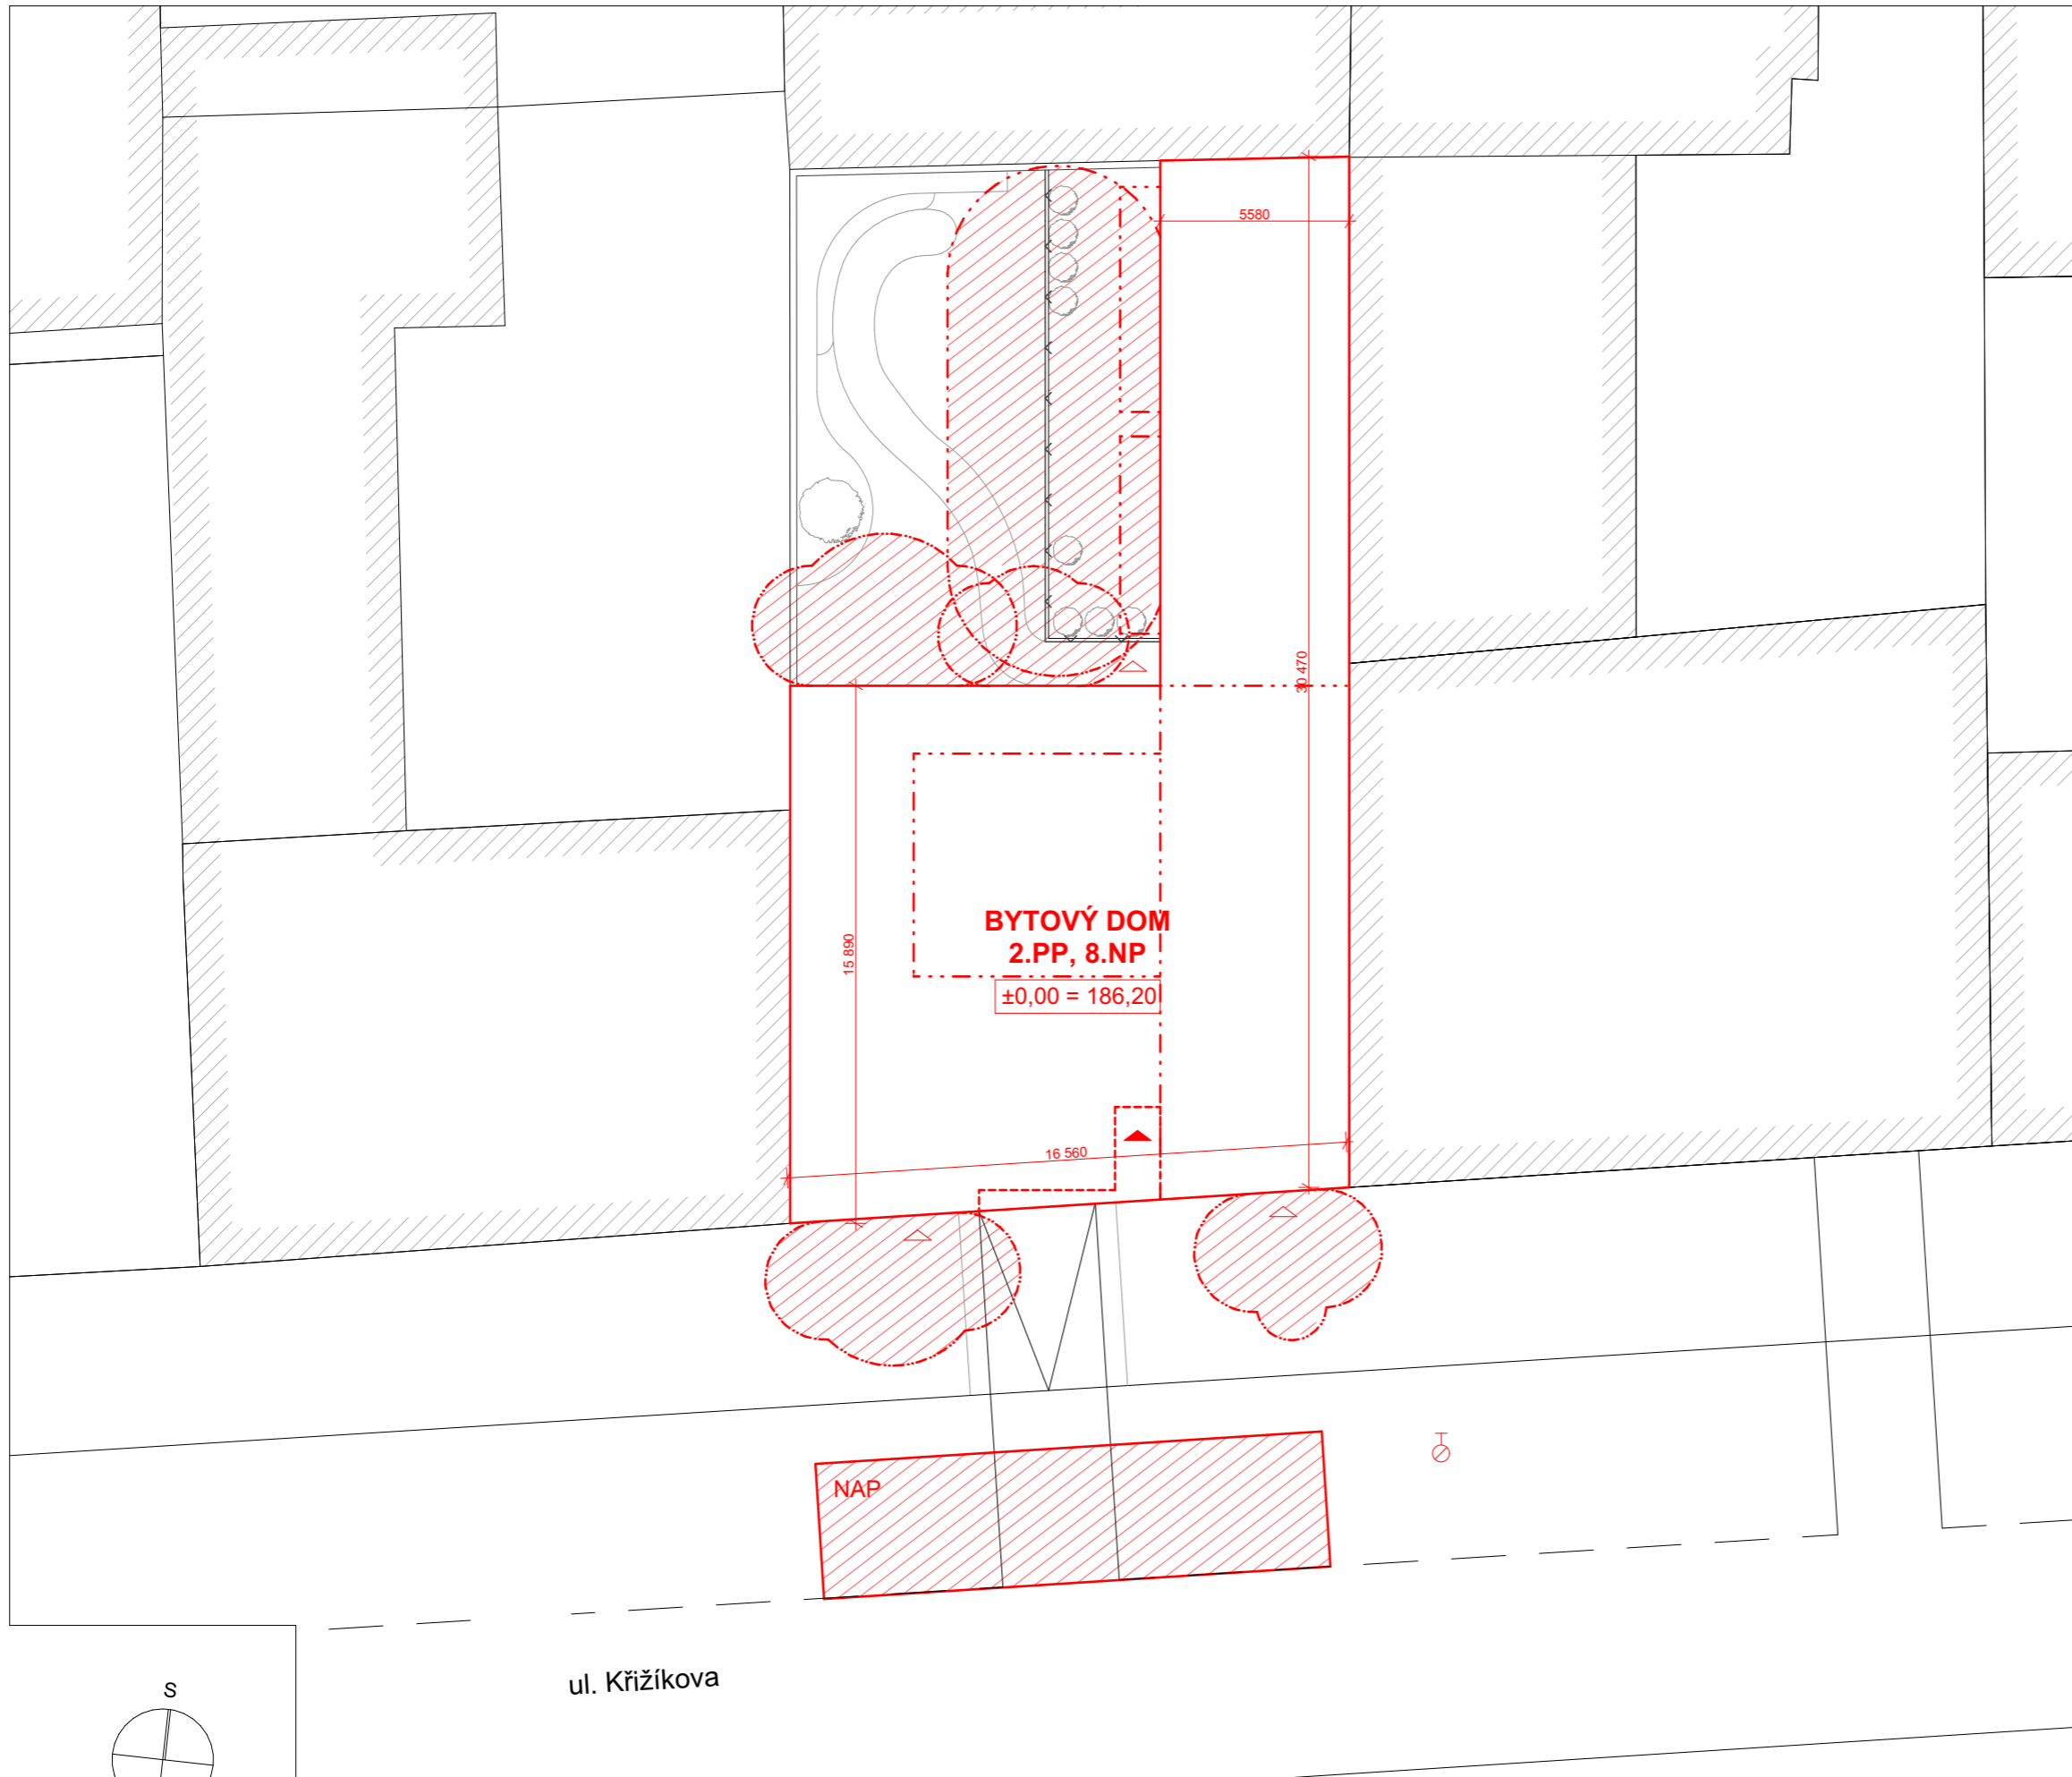 5580
30 470
BYTOVÝ DOM
2.PP, 8.NP
±0,00 = 186,20
15 890
16 560
NAP
ul. Křižíkova
S